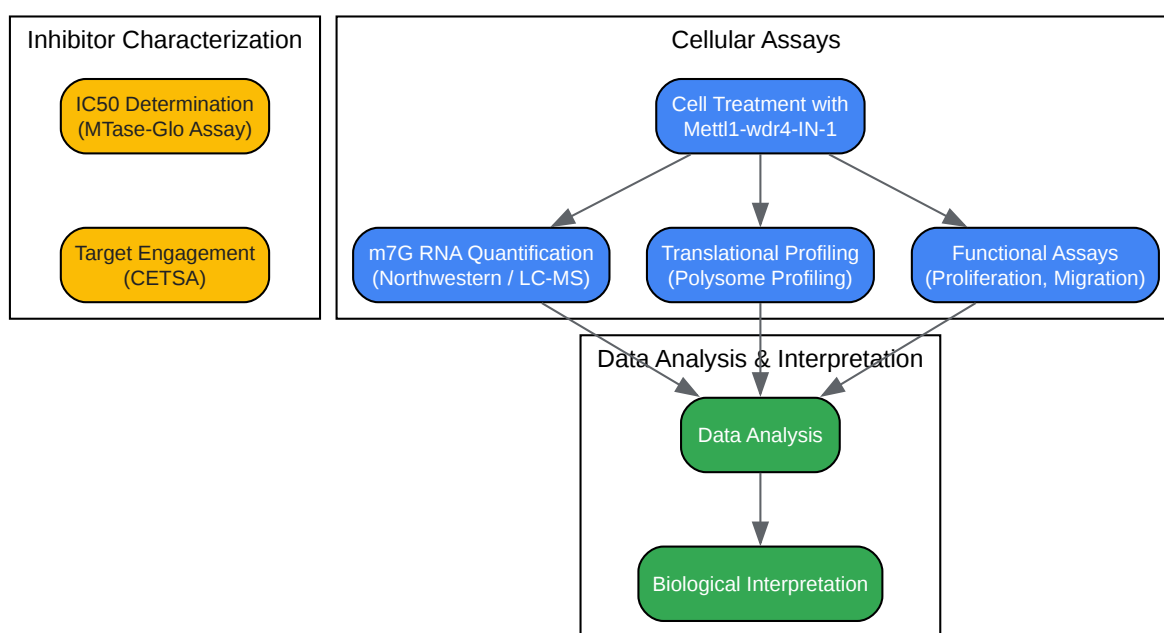 Inhibitor Characterization
IC50 Determination
(MTase-Glo Assay)
Target Engagement
(CETSA)
Cellular Assays
Cell Treatment with
Mettl1-wdr4-IN-1
m7G RNA Quantification
(Northwestern / LC-MS)
Translational Profiling
(Polysome Profiling)
Functional Assays
(Proliferation, Migration)
Data Analysis & Interpretation
Data Analysis
Biological Interpretation